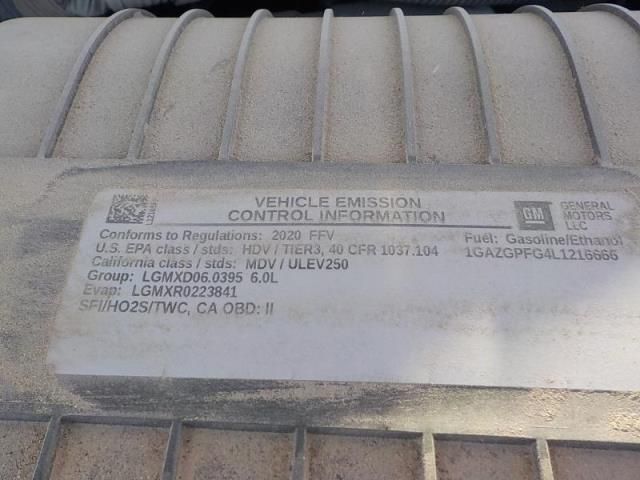 VEHICLE EMISSION
CONTROL INFORMATION
GM
GENERAL
MOTORS
LLC
Conforms to Regulations: 2020 FFV
Fuel: Gasoline/Ethanol
U.S. EPA class / stds: HDV / TIER3, 40 CFR 1037.104
1GAZGPFG4L1216666
California class / stds: MDV / ULEV250
Group: LGMXD06.0395 6.0L
Evap: LGMXR0223841
SFI/HO2S/TWC, CA OBD: II